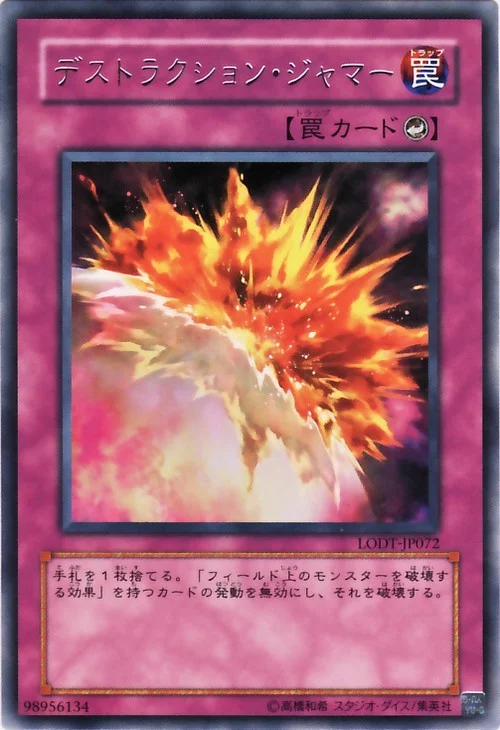 デストラクション・ジャマー 罠
トラップ
【罠カード】
トラップ
LODT-JP072
手札を1枚捨てる。「フィールド上のモンスターを破壊す
る効果」を持つカードの発動を無効にし、それを破壊する。
98956134
©高橋和希 スタジオ・ダイス/集英社